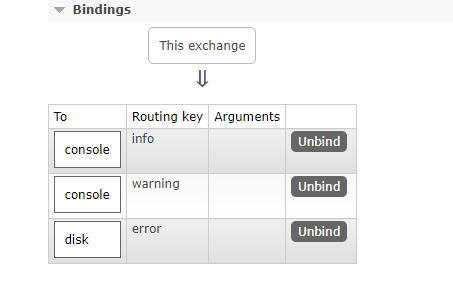 Bindings
This exchange
To Routing key Arguments
console info Unbind
console warning Unbind
disk error Unbind